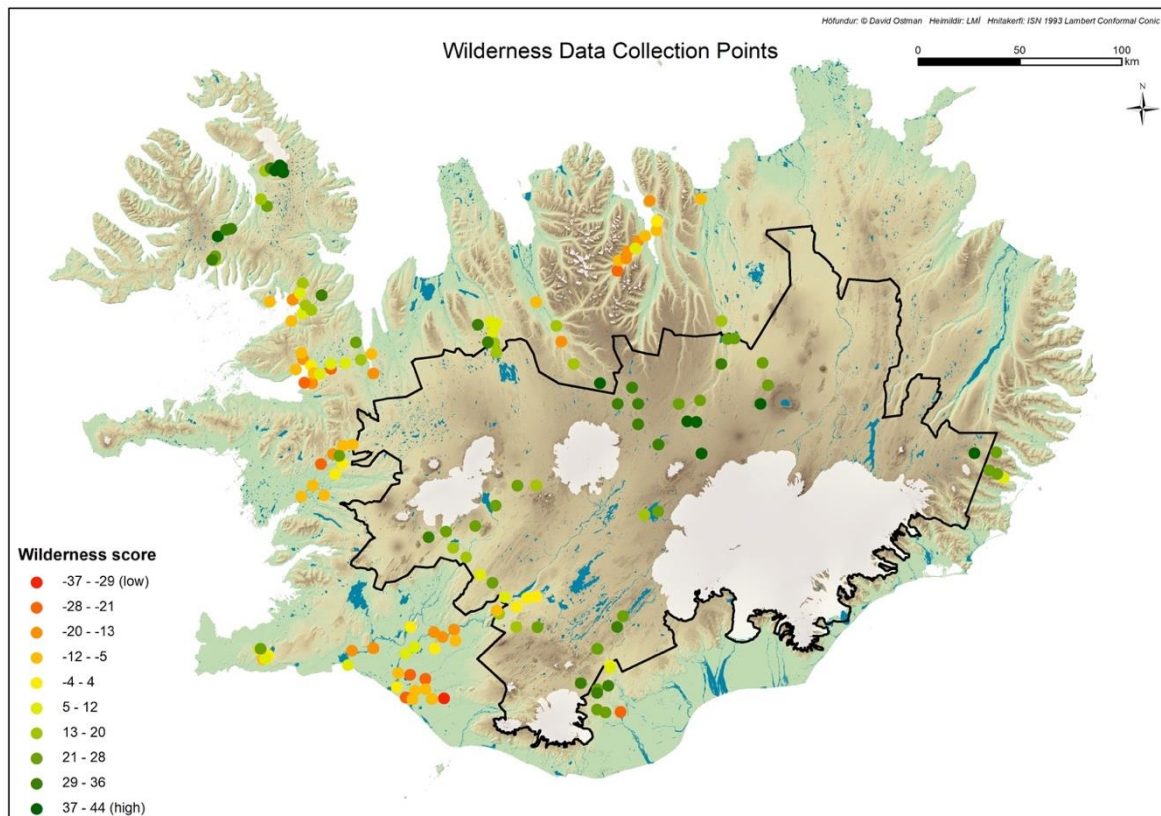 Höfundur: © David Ostman Heimildir: LMÍ Hnitakerfi: ISN 1993 Lambert Conformal Conic
Wilderness Data Collection Points
0 50 100
km
N
Wilderness score
-37 - -29 (low)
-28 - -21
-20 - -13
-12 - -5
-4 - 4
5 - 12
13 - 20
21 - 28
29 - 36
37 - 44 (high)